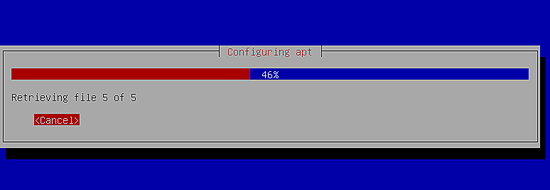 Configuring apt
46%
Retrieving file 5 of 5
<Cancel>